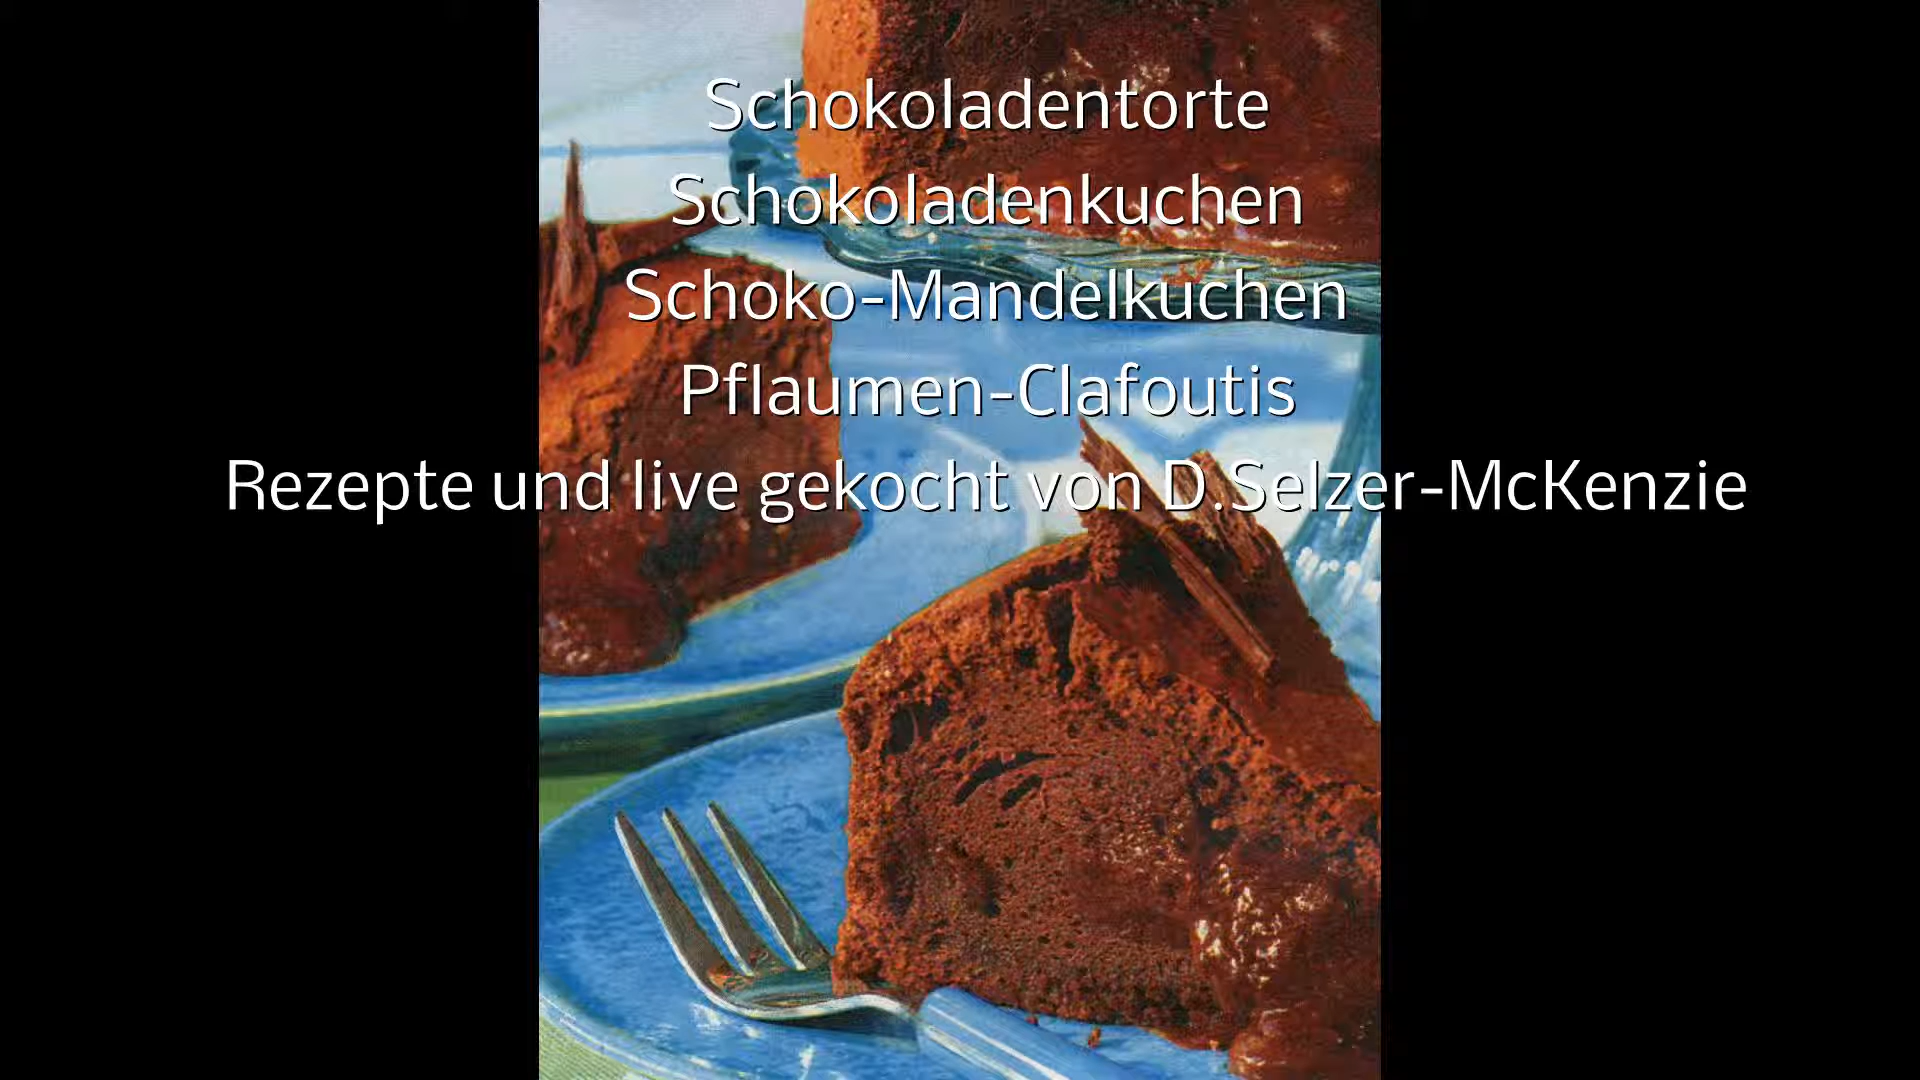 Schokoladentorte
Schokoladenkuchen
Schoko-Mandelkuchen
Pflaumen-Clafoutis
Rezepte und live gekocht von D.Selzer-McKenzie